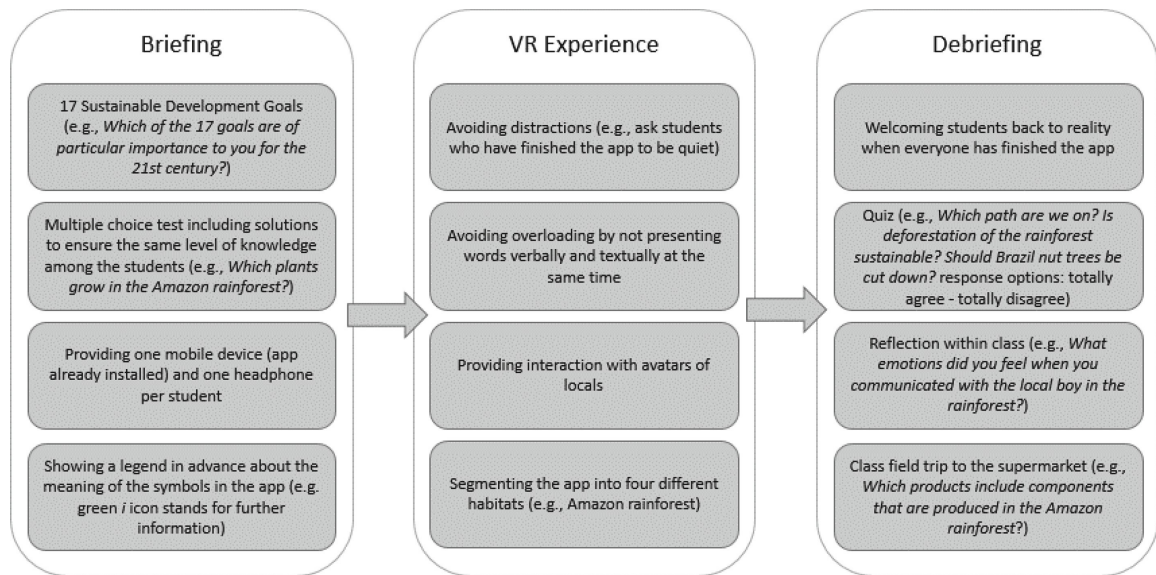 Briefing
17 Sustainable Development Goals
(e.g., Which of the 17 goals are of
particular importance to you for the
21st century?)
Multiple choice test including solutions
to ensure the same level of knowledge
among the students (e.g., Which plants
grow in the Amazon rainforest?)
Providing one mobile device (app
already installed) and one headphone
per student
Showing a legend in advance about the
meaning of the symbols in the app (e.g.
green i icon stands for further
information)
VR Experience
Avoiding distractions (e.g., ask students
who have finished the app to be quiet)
Avoiding overloading by not presenting
words verbally and textually at the
same time
Providing interaction with avatars of
locals
Segmenting the app into four different
habitats (e.g., Amazon rainforest)
Debriefing
Welcoming students back to reality
when everyone has finished the app
Quiz (e.g., Which path are we on? Is
deforestation of the rainforest
sustainable? Should Brazil nut trees be
cut down? response options: totally
agree - totally disagree)
Reflection within class (e.g., What
emotions did you feel when you
communicated with the local boy in the
rainforest?)
Class field trip to the supermarket (e.g.,
Which products include components
that are produced in the Amazon
rainforest?)